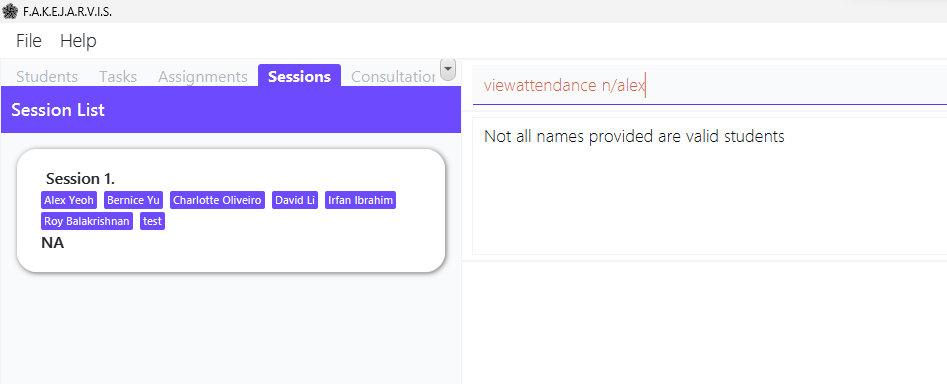 F.A.K.E.J.A.R.V.I.S.
File Help
Students Tasks Assignments Sessions Consultation
Session List
Session 1.
Alex Yeoh Bernice Yu Charlotte Oliveiro David Li Irfan Ibrahim
Roy Balakrishnan test
NA
viewattendance n/alex
Not all names provided are valid students